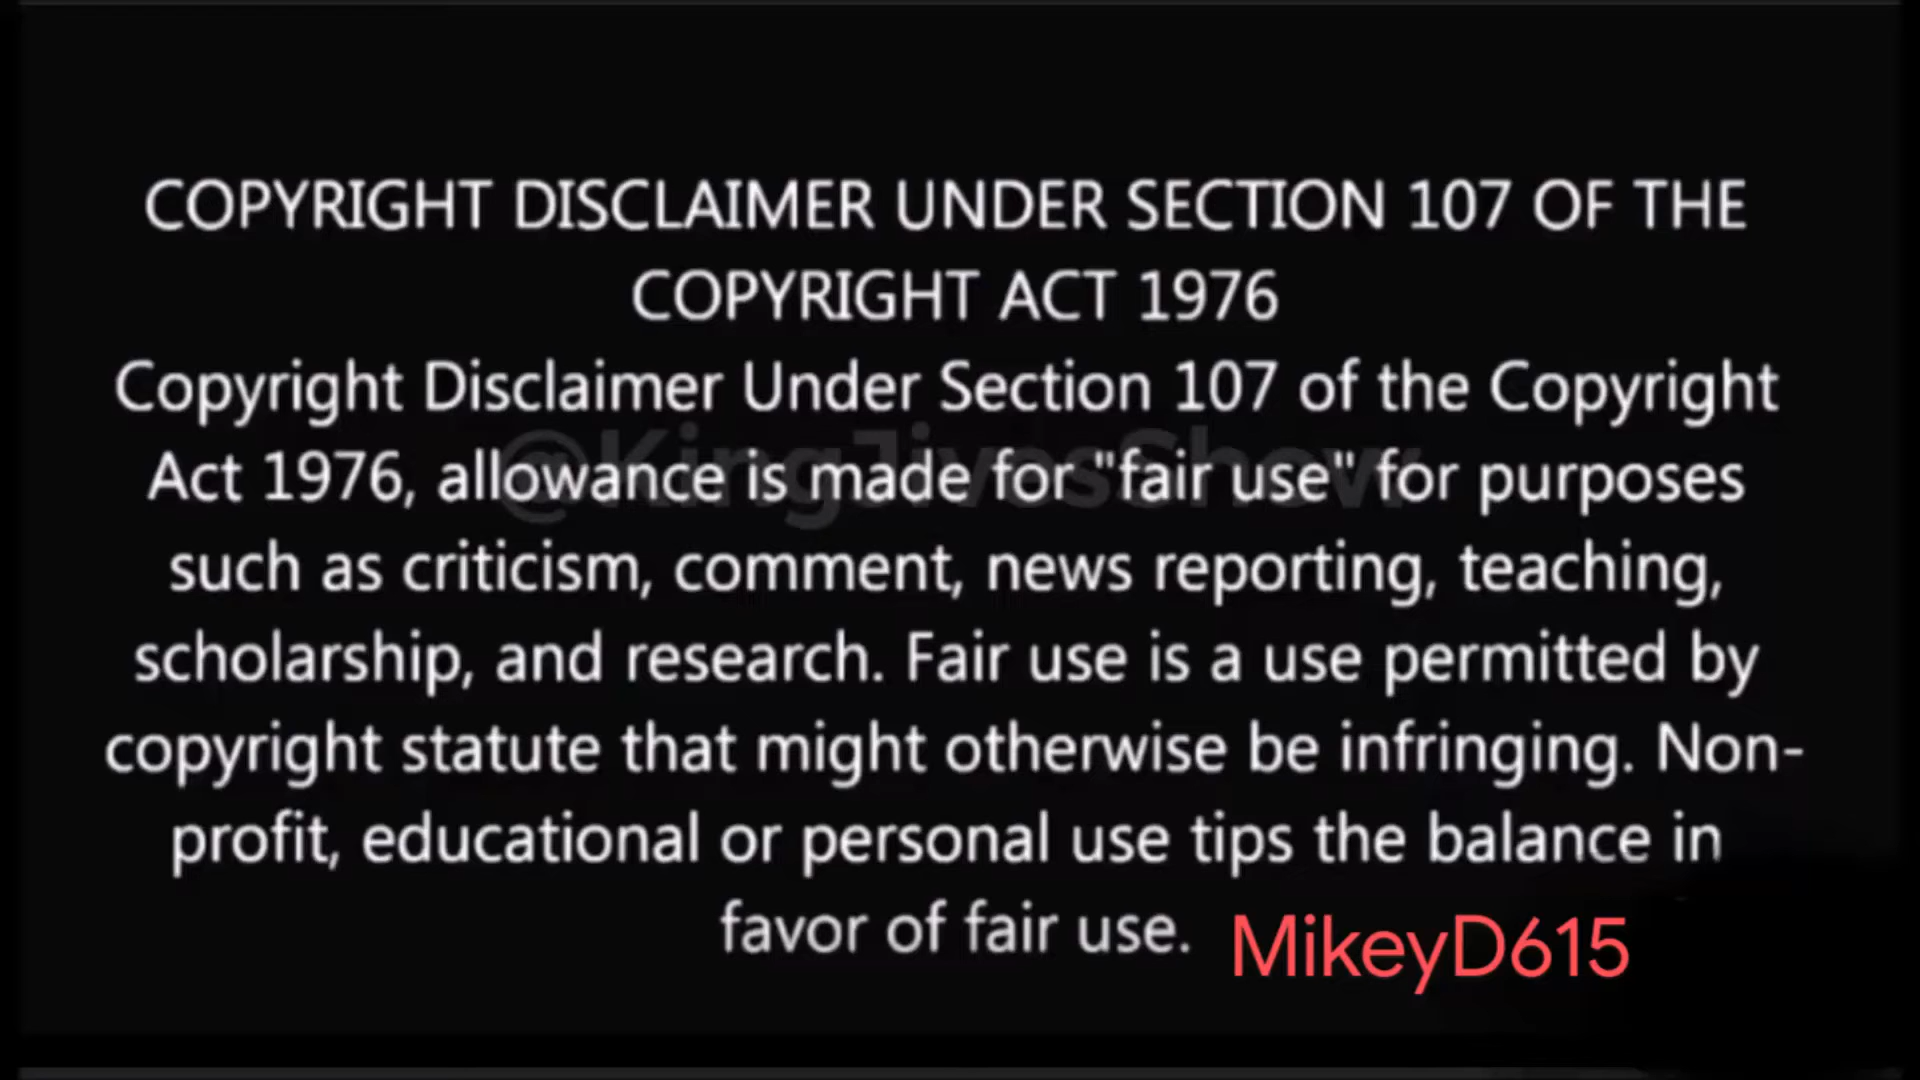 COPYRIGHT DISCLAIMER UNDER SECTION 107 OF THE
COPYRIGHT ACT 1976
Copyright Disclaimer Under Section 107 of the Copyright
@KingJivesShow
Act 1976, allowance is made for "fair use" for purposes
such as criticism, comment, news reporting, teaching,
scholarship, and research. Fair use is a use permitted by
copyright statute that might otherwise be infringing. Non-
profit, educational or personal use tips the balance in
favor of fair use.
MikeyD615